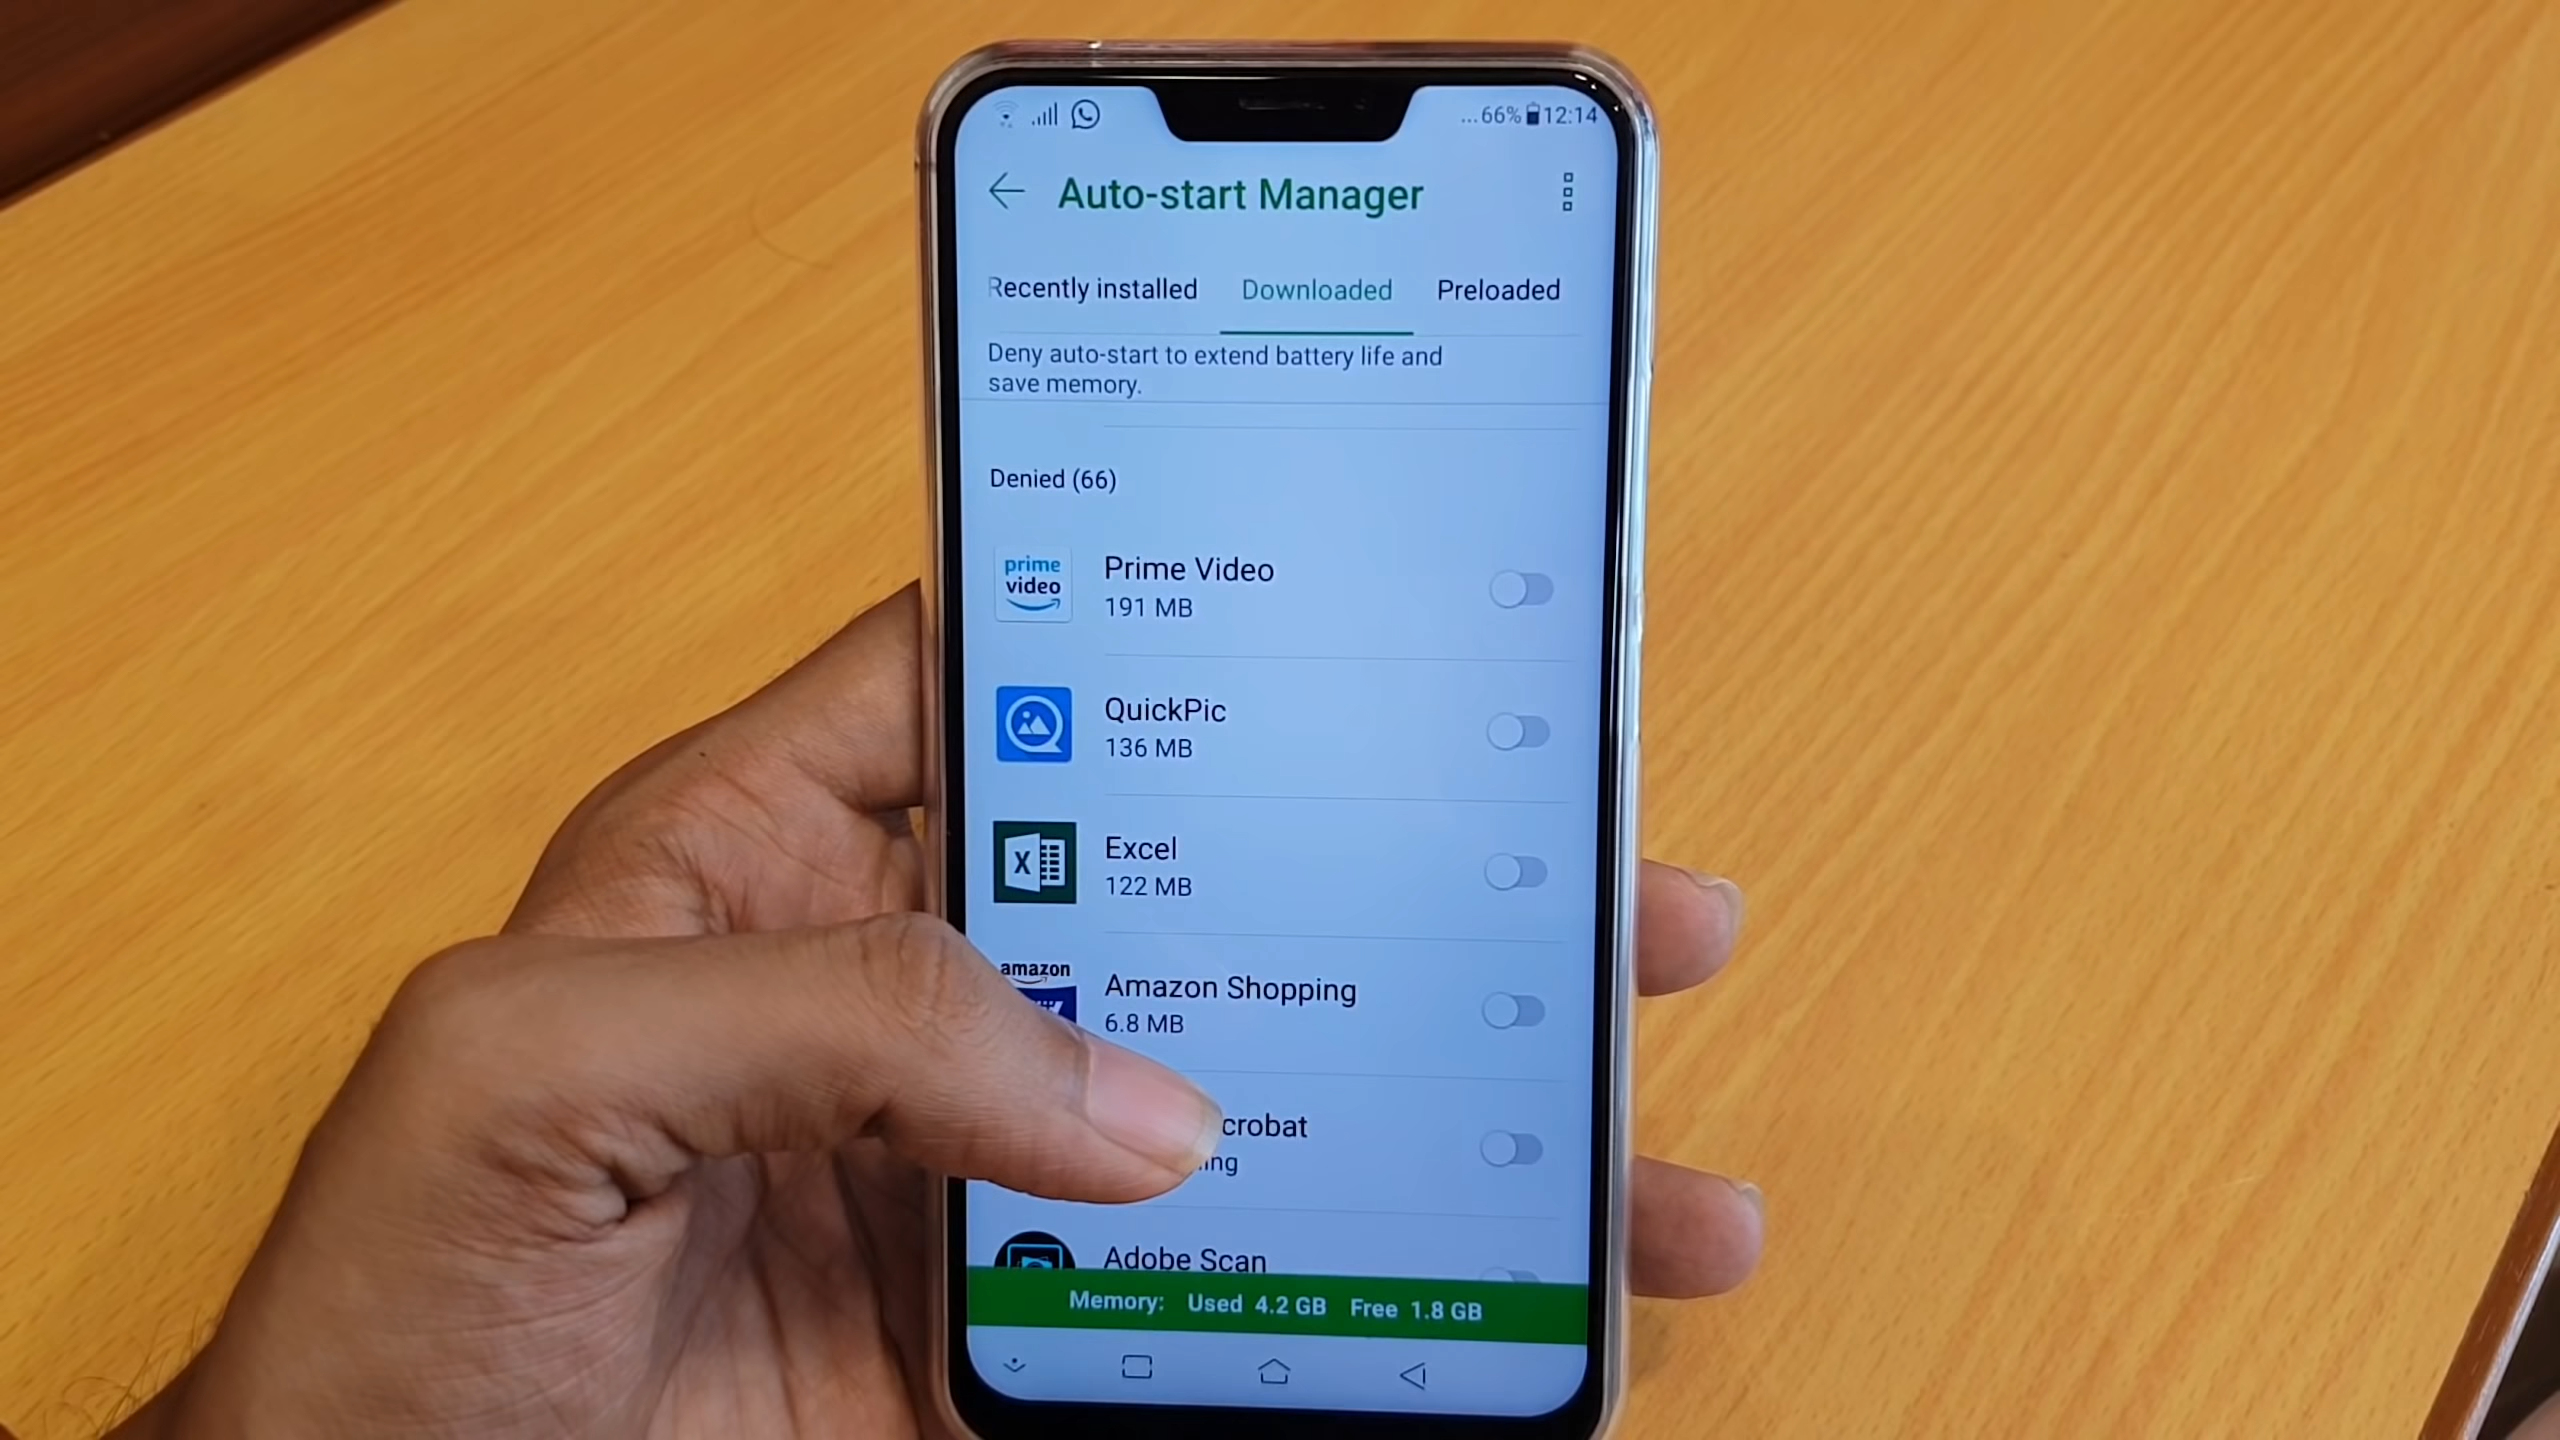 ...66% 12:14
Auto-start Manager
Recently installed Downloaded Preloaded
Deny auto-start to extend battery life and
save memory.
Denied (66)
prime
video
Prime Video
191 MB
QuickPic
136 MB
X
Excel
122 MB
amazon
Amazon Shopping
6.8 MB
crobat
ing
Adobe Scan
Memory: Used 4.2 GB Free 1.8 GB